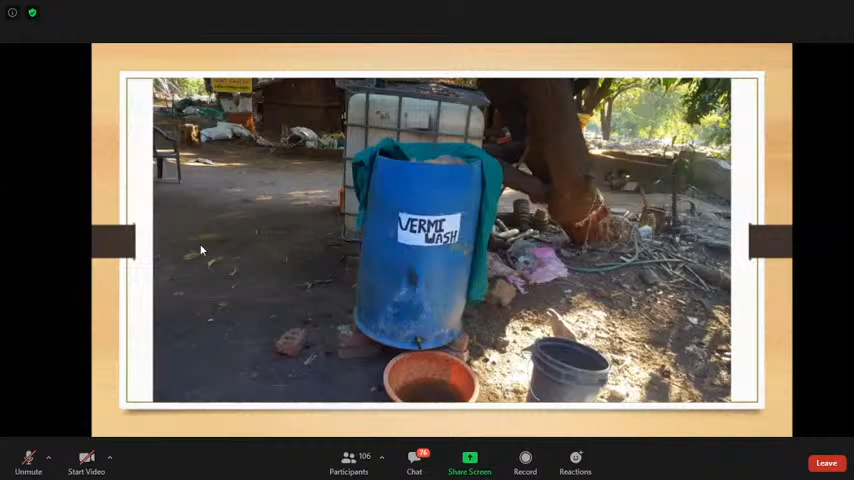 VERMI
WASH
Unmute
Start Video
106
Participants
76
Chat
Share Screen
Record
Reactions
Leave